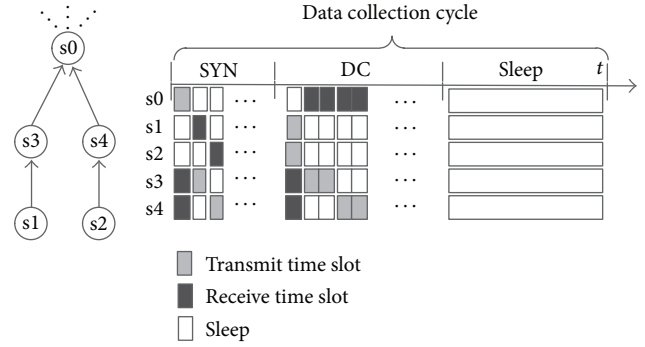 Data collection cycle
s0
SYN
DC
Sleep
t
s0
...
...
s1
...
...
s3
s4
s2
...
...
s3
...
...
s1
s2
s4
...
...
Transmit time slot
Receive time slot
Sleep